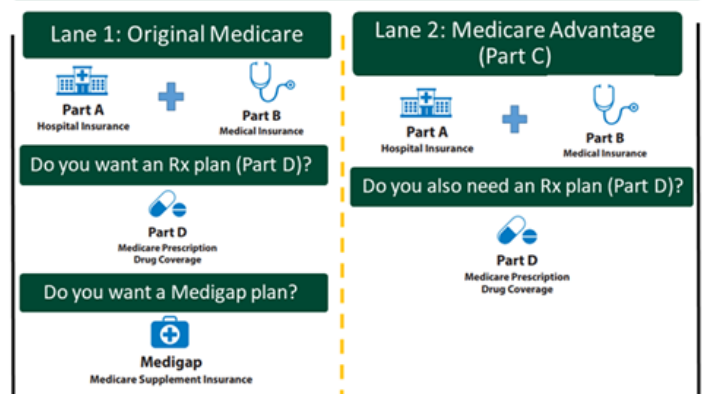 Lane 1: Original Medicare
Part A
Hospital Insurance
Part B
Medical Insurance
Do you want an Rx plan (Part D)?
Part D
Medicare Prescription
Drug Coverage
Do you want a Medigap plan?
Medigap
Medicare Supplement Insurance
Lane 2: Medicare Advantage
(Part C)
Part A
Hospital Insurance
Part B
Medical Insurance
Do you also need an Rx plan (Part D)?
Part D
Medicare Prescription
Drug Coverage